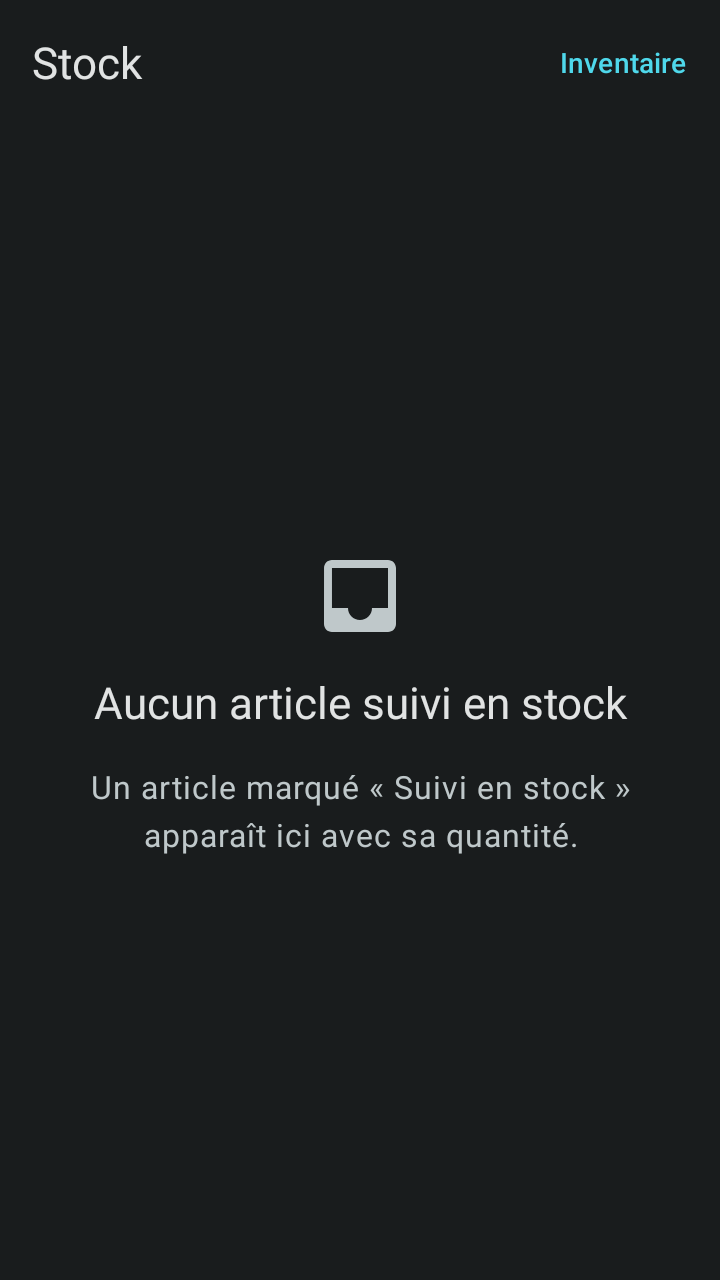 Stock
Inventaire
Aucun article suivi en stock
Un article marqué « Suivi en stock »
apparaît ici avec sa quantité.